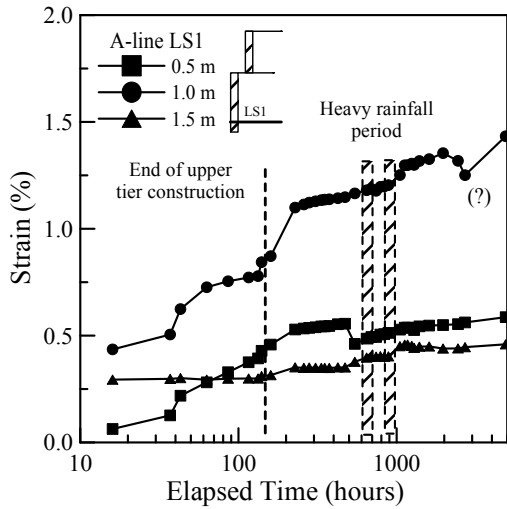 2.0
1.5
1.0
0.5
0.0
Strain (%)
A-line LS1
0.5 m
1.0 m
1.5 m
LS1
Heavy rainfall
period
End of upper
tier construction
(?)
10
100
1000
Elapsed Time (hours)